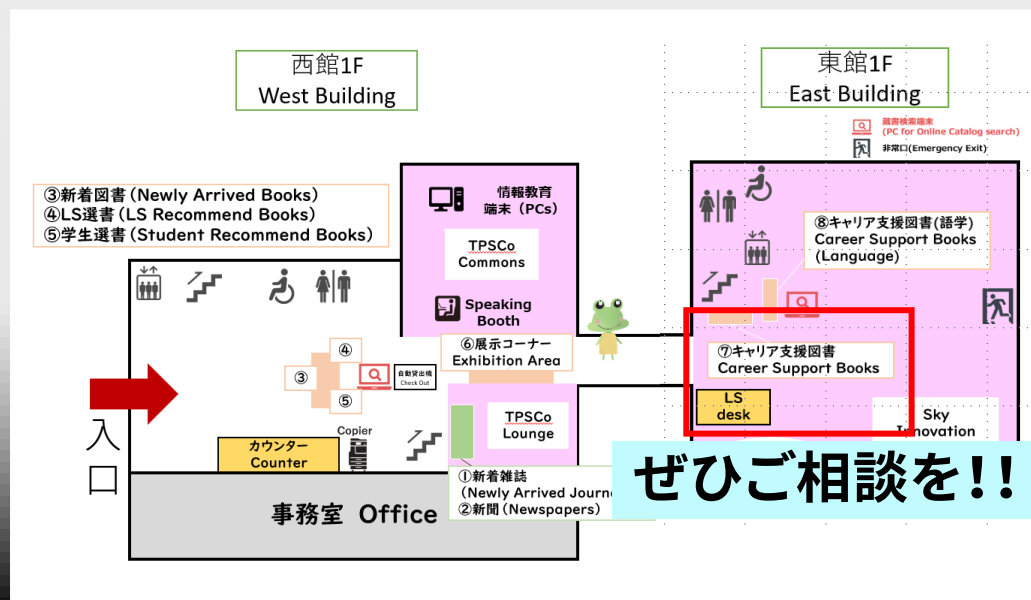 西館1F
West Building
東館1F
East Building
蔵書検索端末
(PC for Online Catalog search)
非常口(Emergency Exit)
③新着図書(Newly Arrived Books)
④LS選書(LS Recommend Books)
⑤学生選書(Student Recommend Books)
情報教育
端末（PCs）
TPSCo
Commons
Speaking
Booth
⑧キャリア支援図書(語学)
Career Support Books
(Language)
⑥展示コーナー
Exhibition Area
④
③
⑤
自動貸出機
Check Out
⑦キャリア支援図書
Career Support Books
LS
desk
Sky
Innovation
入
口
カウンター
Counter
Copier
TPSCo
Lounge
①新着雑誌
(Newly Arrived Journ
②新聞(Newspapers)
事務室 Office
ぜひご相談を!!